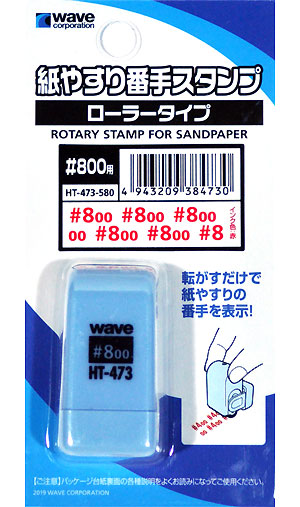 wave
corporation
紙やすり番手スタンプ
ローラータイプ
ROTARY STAMP FOR SANDPAPER
#800用
HT-473-580
4 943209 384730
#800 #800 #800
00 #800 #800 #8
インク色:赤
転がすだけで
紙やすりの
番手を表示!
wave
#800
HT-473
【ご注意】パッケージ台紙裏面の各種説明をよくお読みになってご使用ください。
2019 WAVE CORPORATION